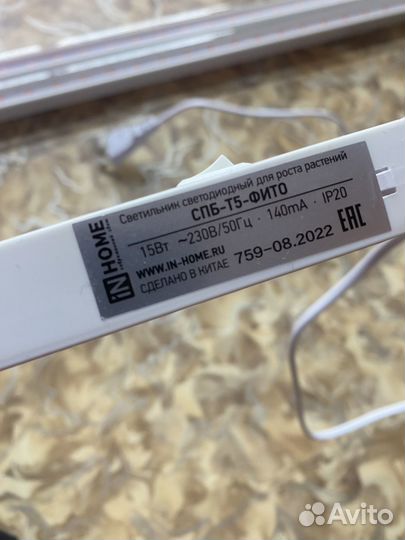 Светильник светодиодный для роста растений
СПБ-Т5-ФИТО
15Вт ~230В/50Гц · 140mA · IP20
WWW.IN-HOME.RU
СДЕЛАНО В КИТАЕ 759-08.2022
EAC
iN HOME
Avito